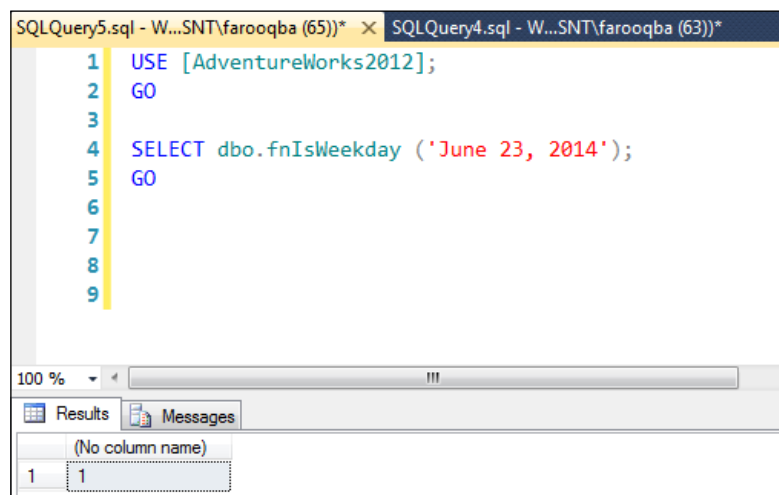 SQLQuery5.sql - W...SNT\farooqba (65))* × SQLQuery4.sql - W...SNT\farooqba (63))*
1 USE [AdventureWorks2012];
2 GO
3
4 SELECT dbo.fnIsWeekday ('June 23, 2014');
5 GO
6
7
8
9
100 %
Results Messages
(No column name)
1 1